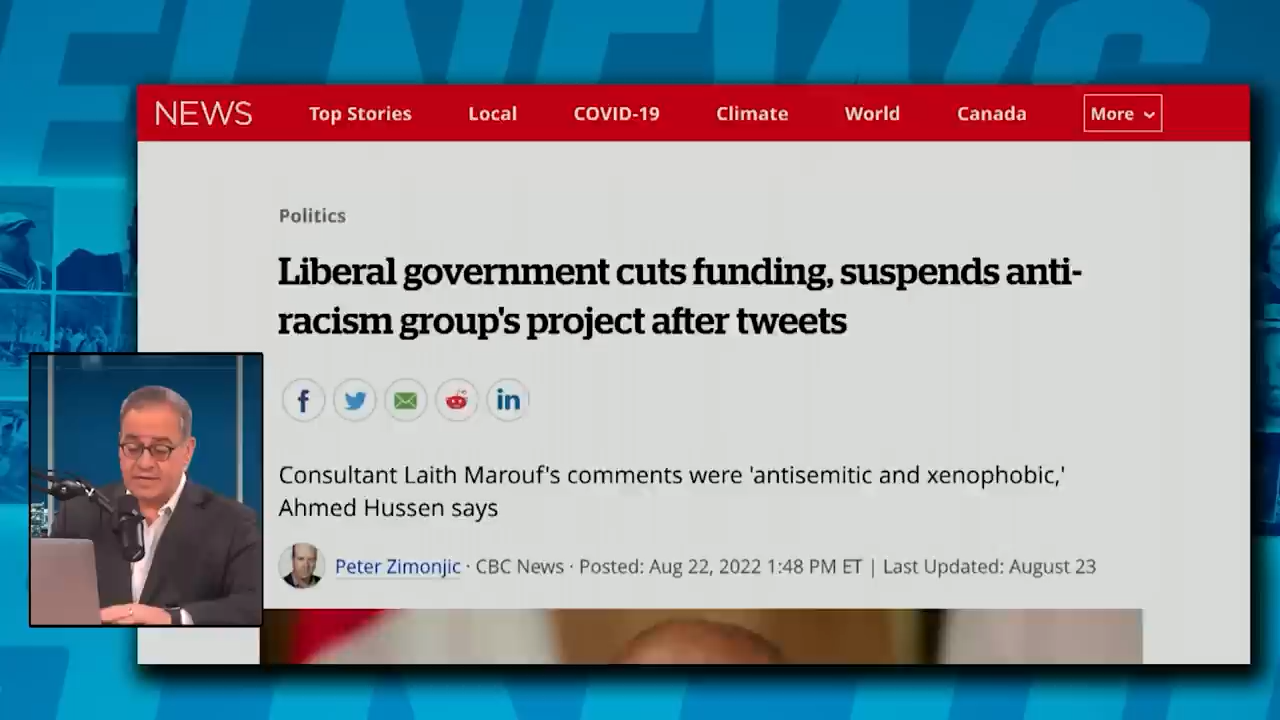 NEWS
Top Stories
Local
COVID-19
Climate
World
Canada
More
Politics
Liberal government cuts funding, suspends anti-
racism group's project after tweets
Consultant Laith Marouf's comments were 'antisemitic and xenophobic,'
Ahmed Hussen says
Peter Zimonjic · CBC News · Posted: Aug 22, 2022 1:48 PM ET | Last Updated: August 23